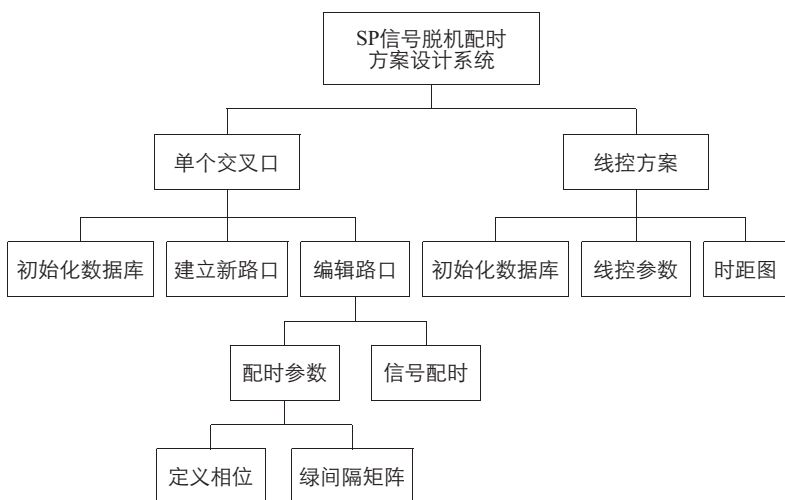 SP信号脱机配时
方案设计系统
单个交叉口
线控方案
初始化数据库
建立新路口
编辑路口
初始化数据库
线控参数
时距图
配时参数
信号配时
定义相位
绿间隔矩阵